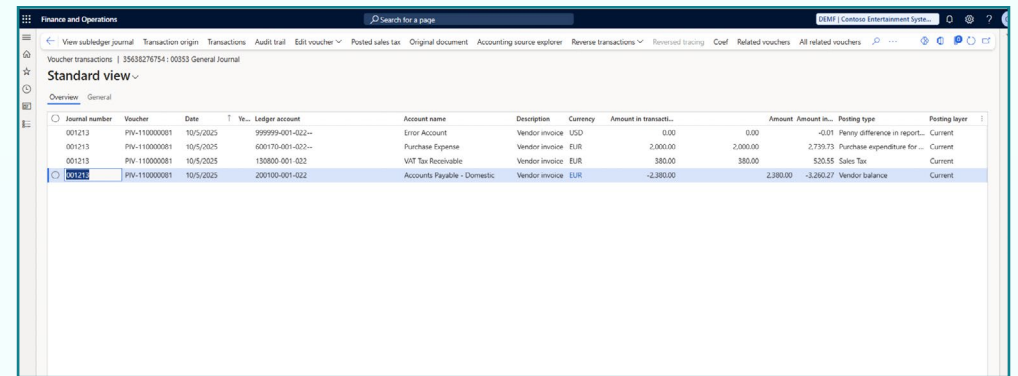 Finance and Operations Search for a page DEMF | Contoso Entertainment Syste... ?
View subledger journal Transaction origin Transactions Audit trail Edit voucher Posted sales tax Original document Accounting source explorer Reverse transactions Reversed tracing Coef Related vouchers All related vouchers ... 0
Voucher transactions | 35638276754 : 00353 General Journal
Standard view
Overview General
Journal number Voucher Date ↑ Ye... Ledger account Account name Description Currency Amount in transacti... Amount Amount in... Posting type Posting layer
001213 PIV-110000081 10/5/2025 999999-001-022-- Error Account Vendor invoice USD 0.00 0.00 -0.01 Penny difference in report... Current
001213 PIV-110000081 10/5/2025 600170-001-022-- Purchase Expense Vendor invoice EUR 2,000.00 2,000.00 2,739.73 Purchase expenditure for ... Current
001213 PIV-110000081 10/5/2025 130800-001-022 VAT Tax Receivable Vendor invoice EUR 380.00 380.00 520.55 Sales Tax Current
001213 PIV-110000081 10/5/2025 200100-001-022 Accounts Payable - Domestic Vendor invoice EUR -2,380.00 2,380.00 -3,260.27 Vendor balance Current